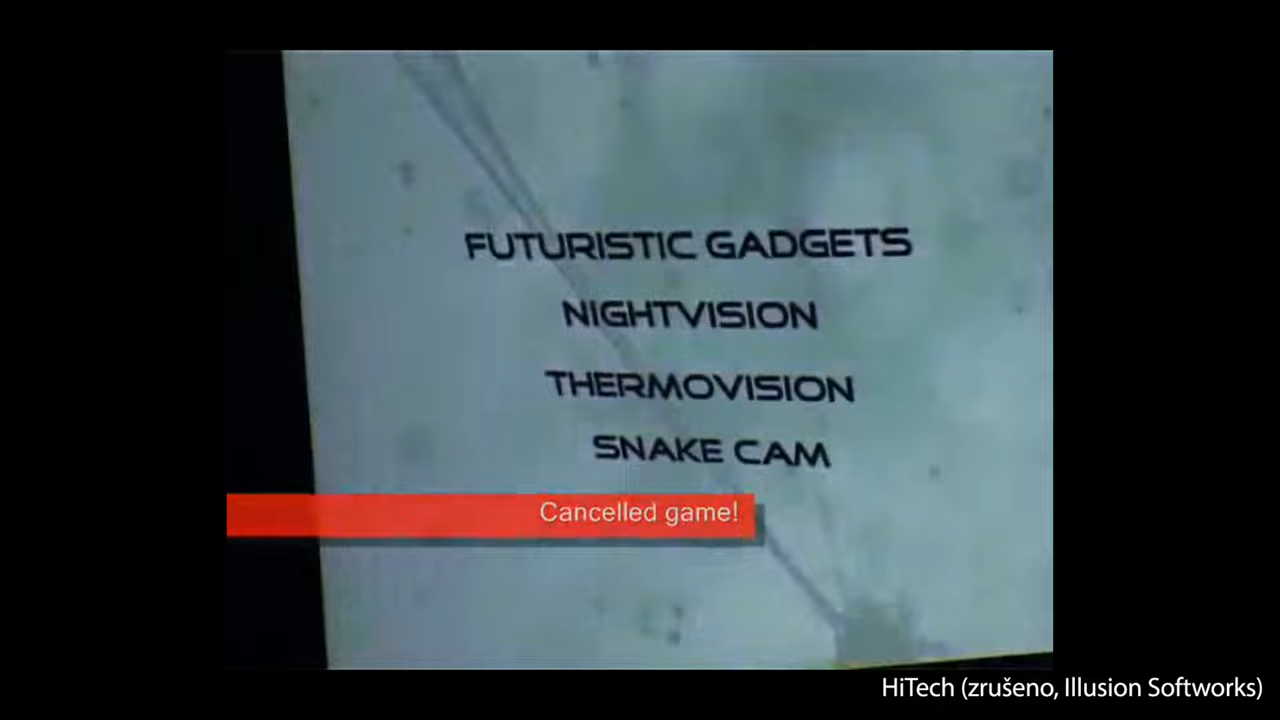 FUTURISTIC GADGETS
NIGHTVISION
THERMOVISION
SNAKE CAM
Cancelled game!
HiTech (zrušeno, Illusion Softworks)